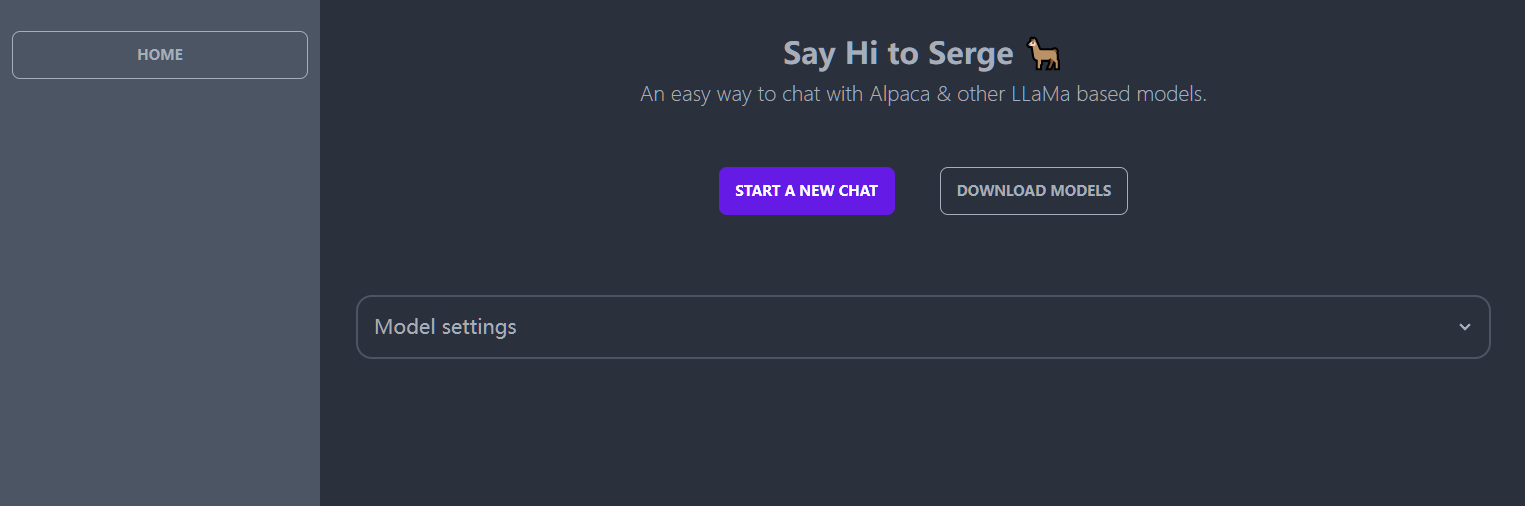 HOME
Say Hi to Serge 🦙
An easy way to chat with Alpaca & other LLaMa based models.
START A NEW CHAT
DOWNLOAD MODELS
Model settings